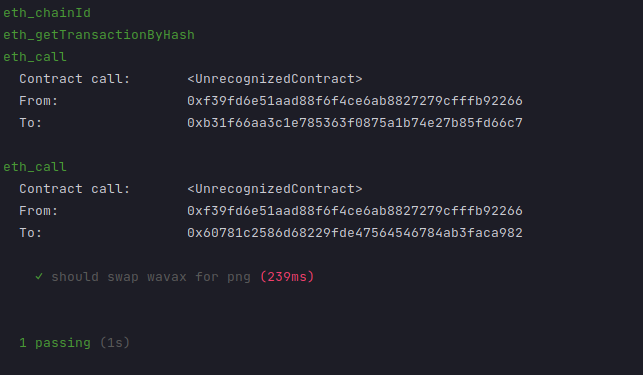 eth_chainId
eth_getTransactionByHash
eth_call
Contract call: <UnrecognizedContract>
From: 0xf39fd6e51aad88f6f4ce6ab8827279cfffb92266
To: 0xb31f66aa3c1e785363f0875a1b74e27b85fd66c7
eth_call
Contract call: <UnrecognizedContract>
From: 0xf39fd6e51aad88f6f4ce6ab8827279cfffb92266
To: 0x60781c2586d68229fde47564546784ab3faca982
✓ should swap wavax for png (239ms)
1 passing (1s)